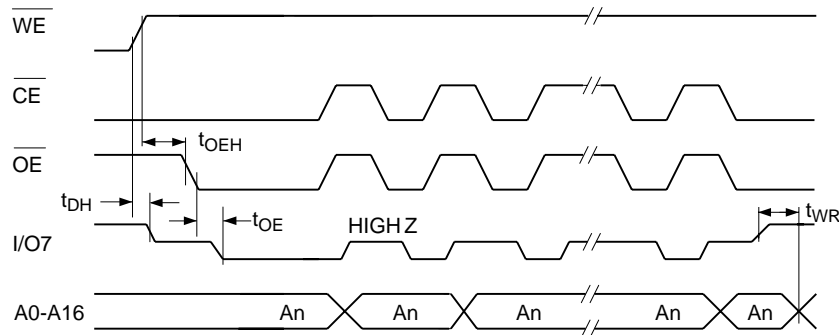 WE
CE
tOEH
OE
tDH
tOE
tWR
HIGH Z
I/O7
A0-A16 An An An An An